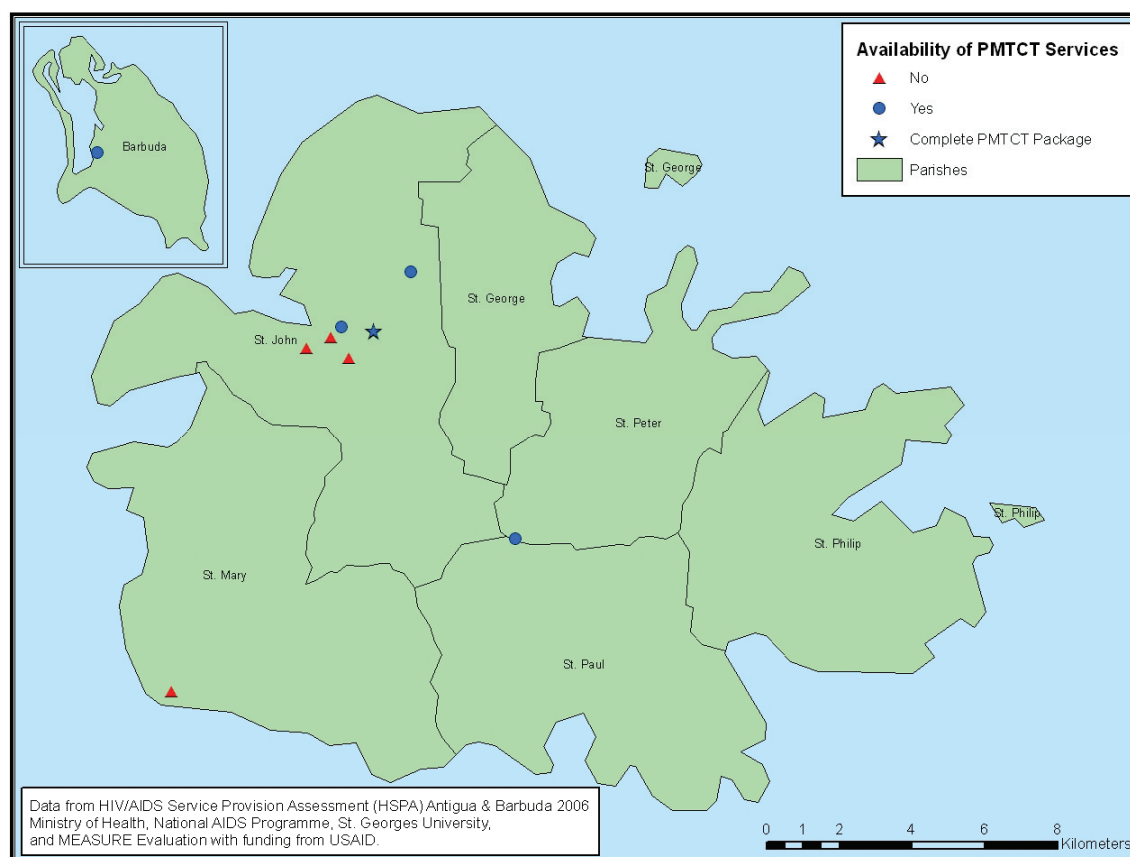 Availability of PMTCT Services
No
Yes
Complete PMTCT Package
Parishes
Barbuda
St. George
St. George
St. John
St. Peter
St. Philip
St. Philip
St. Mary
St. Paul
Data from HIV/AIDS Service Provision Assessment (HSPA) Antigua & Barbuda 2006
Ministry of Health, National AIDS Programme, St. Georges University,
and MEASURE Evaluation with funding from USAID.
0 1 2 4 6 8
Kilometers